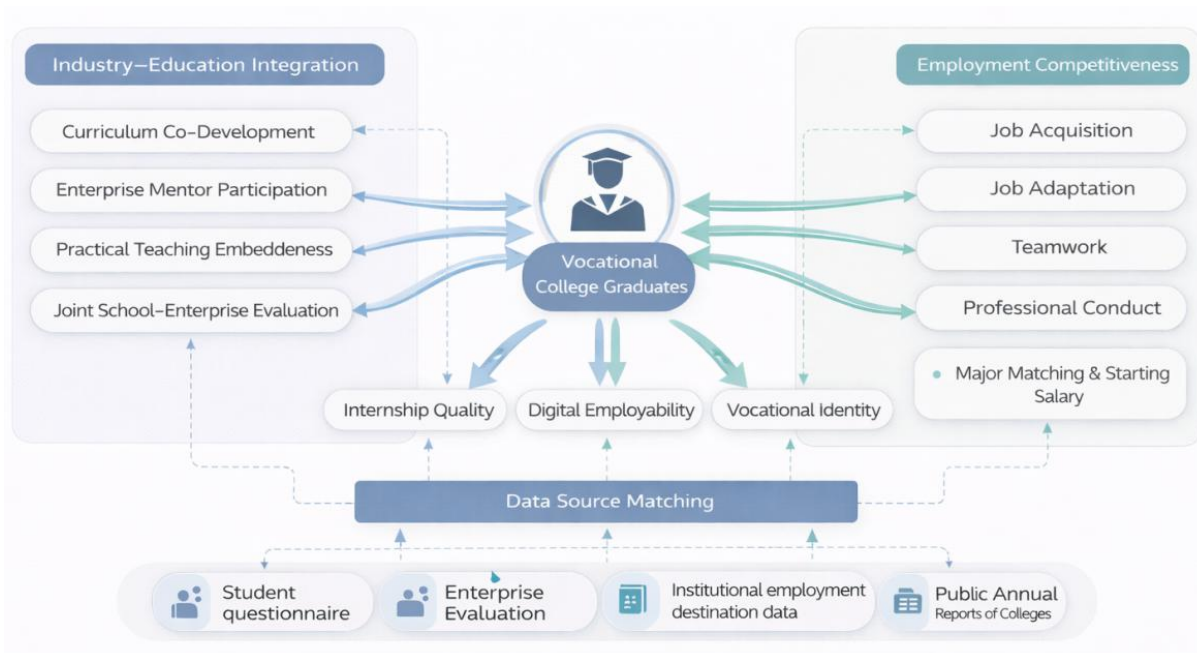 Industry–Education Integration
Curriculum Co-Development
Enterprise Mentor Participation
Practical Teaching Embeddeness
Joint School–Enterprise Evaluation
Vocational
College Graduates
Employment Competitiveness
Job Acquisition
Job Adaptation
Teamwork
Professional Conduct
Major Matching & Starting
Salary
Internship Quality
Digital Employability
Vocational Identity
Data Source Matching
Student
questionnaire
Enterprise
Evaluation
Institutional employment
destination data
Public Annual
Reports of Colleges